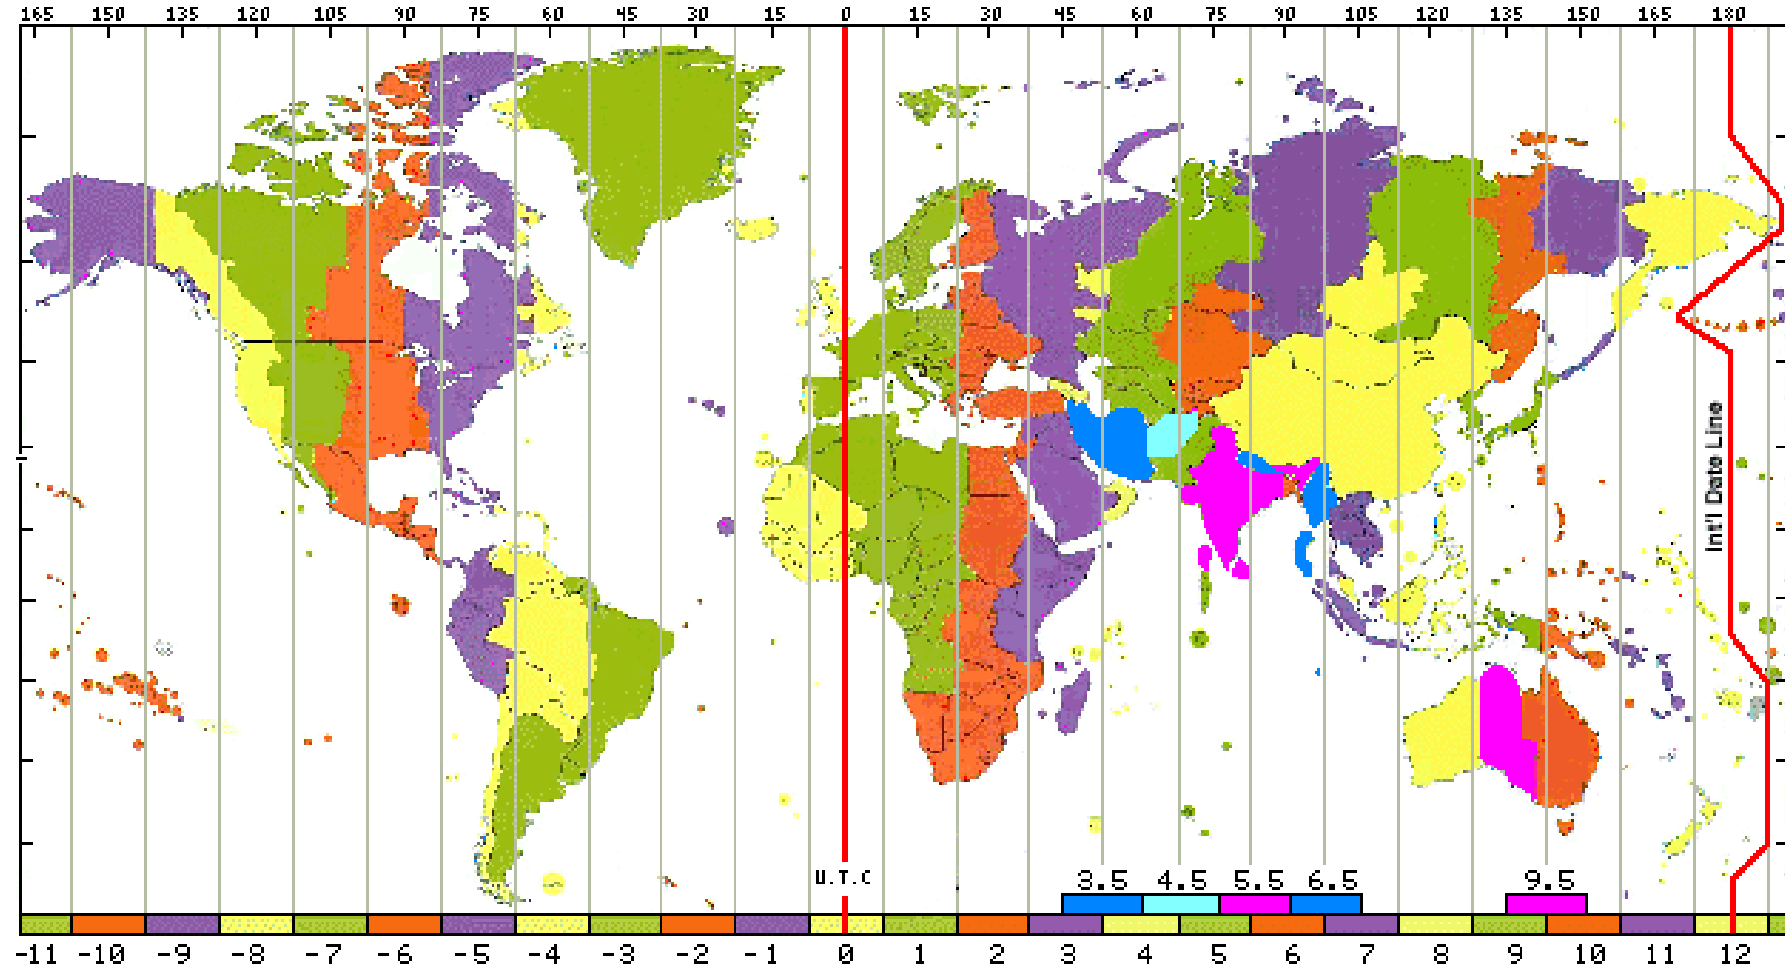 165 150 135 120 105 90 75 60 45 30 15 0 15 30 45 60 75 90 105 120 135 150 165 180
Int'l Date Line
U.T.C
3.5 4.5 5.5 6.5 9.5
-11 -10 -9 -8 -7 -6 -5 -4 -3 -2 -1 0 1 2 3 4 5 6 7 8 9 10 11 12